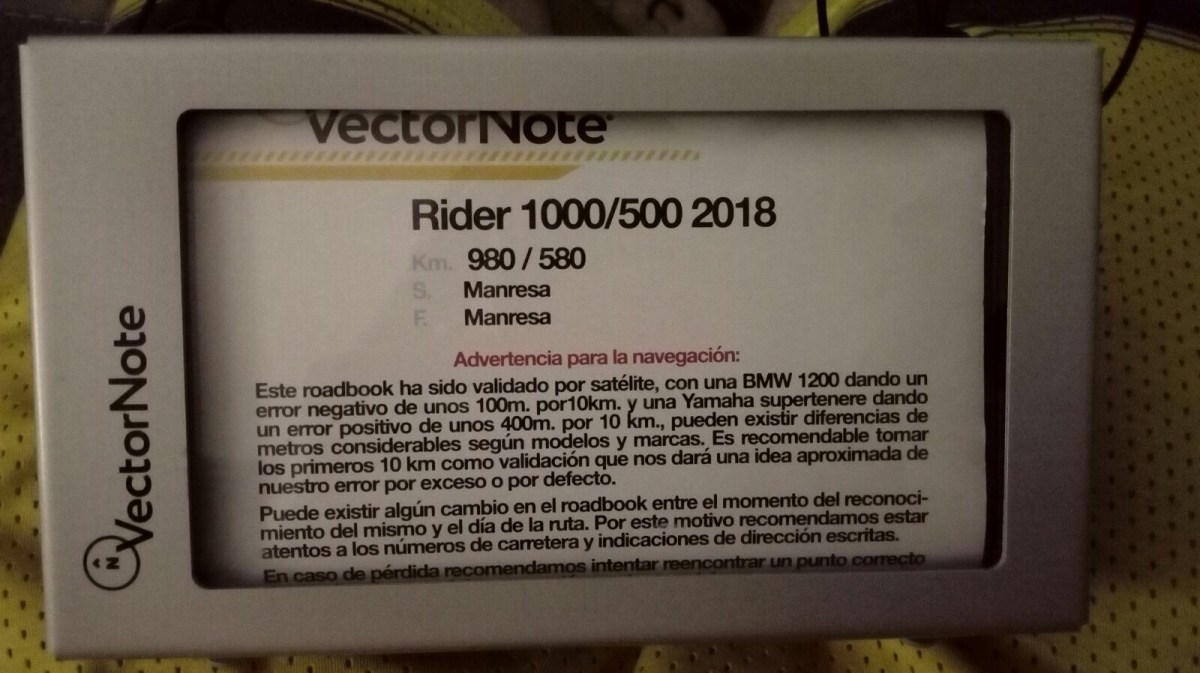 VectorNote
VectorNote
Rider 1000/500 2018
Km. 980 / 580
S. Manresa
F. Manresa
Advertencia para la navegación:
Este roadbook ha sido validado por satélite, con una BMW 1200 dando un
error negativo de unos 100m. por10km. y una Yamaha supertenere dando
un error positivo de unos 400m. por 10 km., pueden existir diferencias de
metros considerables según modelos y marcas. Es recomendable tomar
los primeros 10 km como validación que nos dará una idea aproximada de
nuestro error por exceso o por defecto.
Puede existir algún cambio en el roadbook entre el momento del reconoci-
miento del mismo y el día de la ruta. Por este motivo recomendamos estar
atentos a los números de carretera y indicaciones de dirección escritas.
En caso de pérdida recomendamos intentar reencontrar un punto correcto
N